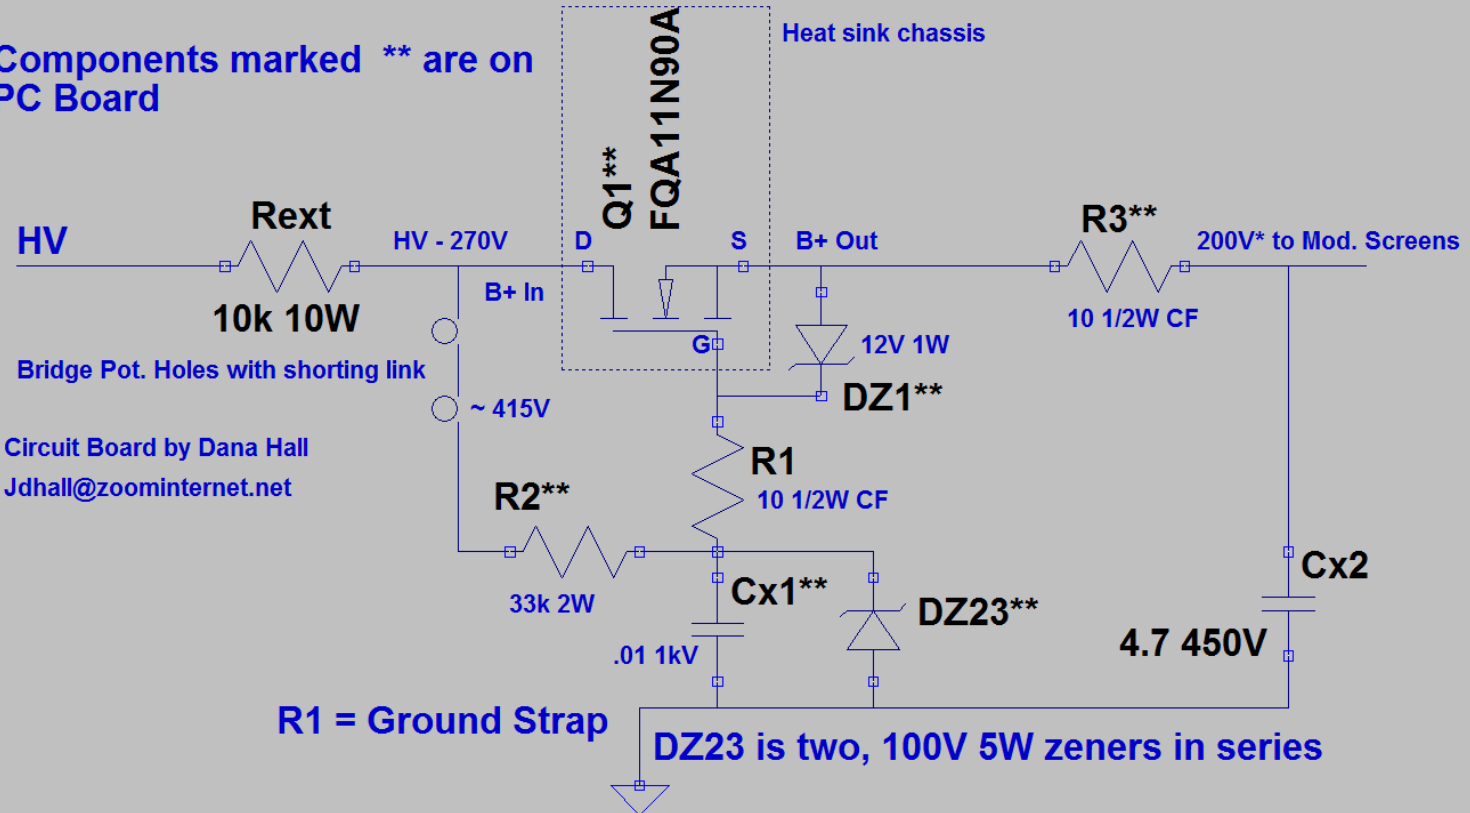 Components marked ** are on
PC Board
Heat sink chassis
Q1**
FQA11N90A
HV
Rext
10k 10W
HV - 270V
B+ In
D
S
G
B+ Out
R3**
10 1/2W CF
200V* to Mod. Screens
12V 1W
DZ1**
Bridge Pot. Holes with shorting link
~ 415V
Circuit Board by Dana Hall
Jdhall@zoominternet.net
R1
10 1/2W CF
R2**
33k 2W
Cx1**
.01 1kV
DZ23**
Cx2
4.7 450V
R1 = Ground Strap
DZ23 is two, 100V 5W zeners in series